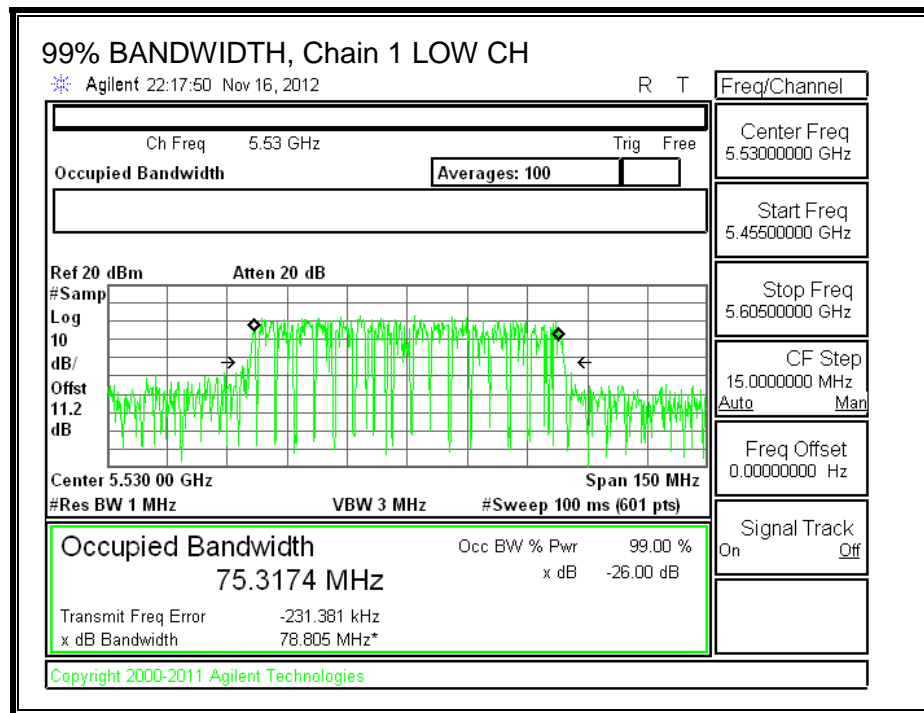 99% BANDWIDTH, Chain 1 LOW CH
Agilent 22:17:50 Nov 16, 2012 R T
Ch Freq 5.53 GHz Trig Free
Occupied Bandwidth Averages: 100
Ref 20 dBm Atten 20 dB
#Samp
Log
10
dB/
Offst
11.2
dB
Center 5.530 00 GHz Span 150 MHz
#Res BW 1 MHz VBW 3 MHz #Sweep 100 ms (601 pts)
Occupied Bandwidth Occ BW % Pwr 99.00 %
75.3174 MHz x dB -26.00 dB
Transmit Freq Error -231.381 kHz
x dB Bandwidth 78.805 MHz*
Copyright 2000-2011 Agilent Technologies
Freq/Channel
Center Freq
5.53000000 GHz
Start Freq
5.45500000 GHz
Stop Freq
5.60500000 GHz
CF Step
15.0000000 MHz
Auto Man
Freq Offset
0.00000000 Hz
Signal Track
On Off